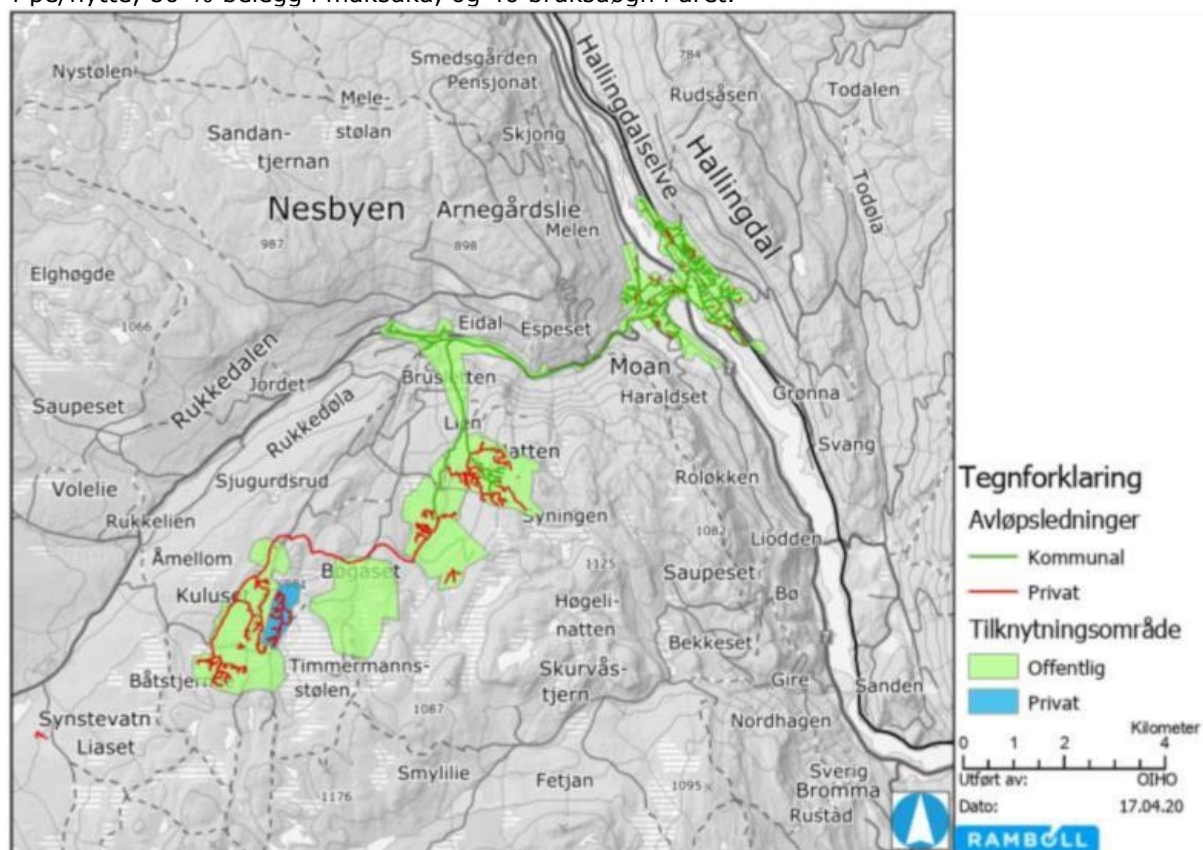 Smedsgården
Pensjonat
784
Nystølen
Mele-
stølan
Rudsåsen
Todalen
Sandan-
tjernan
Skjong
Hallingdalselve
Hallingdal
Todøla
Nesbyen
Arnegårdslie
Melen
987
898
Elghøgde
1066
Eidal
Espeset
Rukkedalen
Jordet
Moan
Haraldset
Grønna
Saupeset
Rukkedøla
Svang
Sjugurdsrud
Roløkken
Volelie
Syningen
Rukkelien
1082
Liodden
Åmellom
Bogaset
1125
Saupeset
Høgeli-
natten
Bø
Bekkeset
Timmermanns-
stølen
Skurvås-
tjern
Gire
Sanden
Synstevatn
Liaset
1087
Nordhagen
Smylilie
Fetjan
1095
Sverig
Bromma
Rustad
1176
Tegnforklaring
Avløpsledninger
Kommunal
Privat
Tilknytningsområde
Offentlig
Privat
Kilometer
0 1 2 4
Utført av: OIHO
Dato: 17.04.20
RAMBOLL